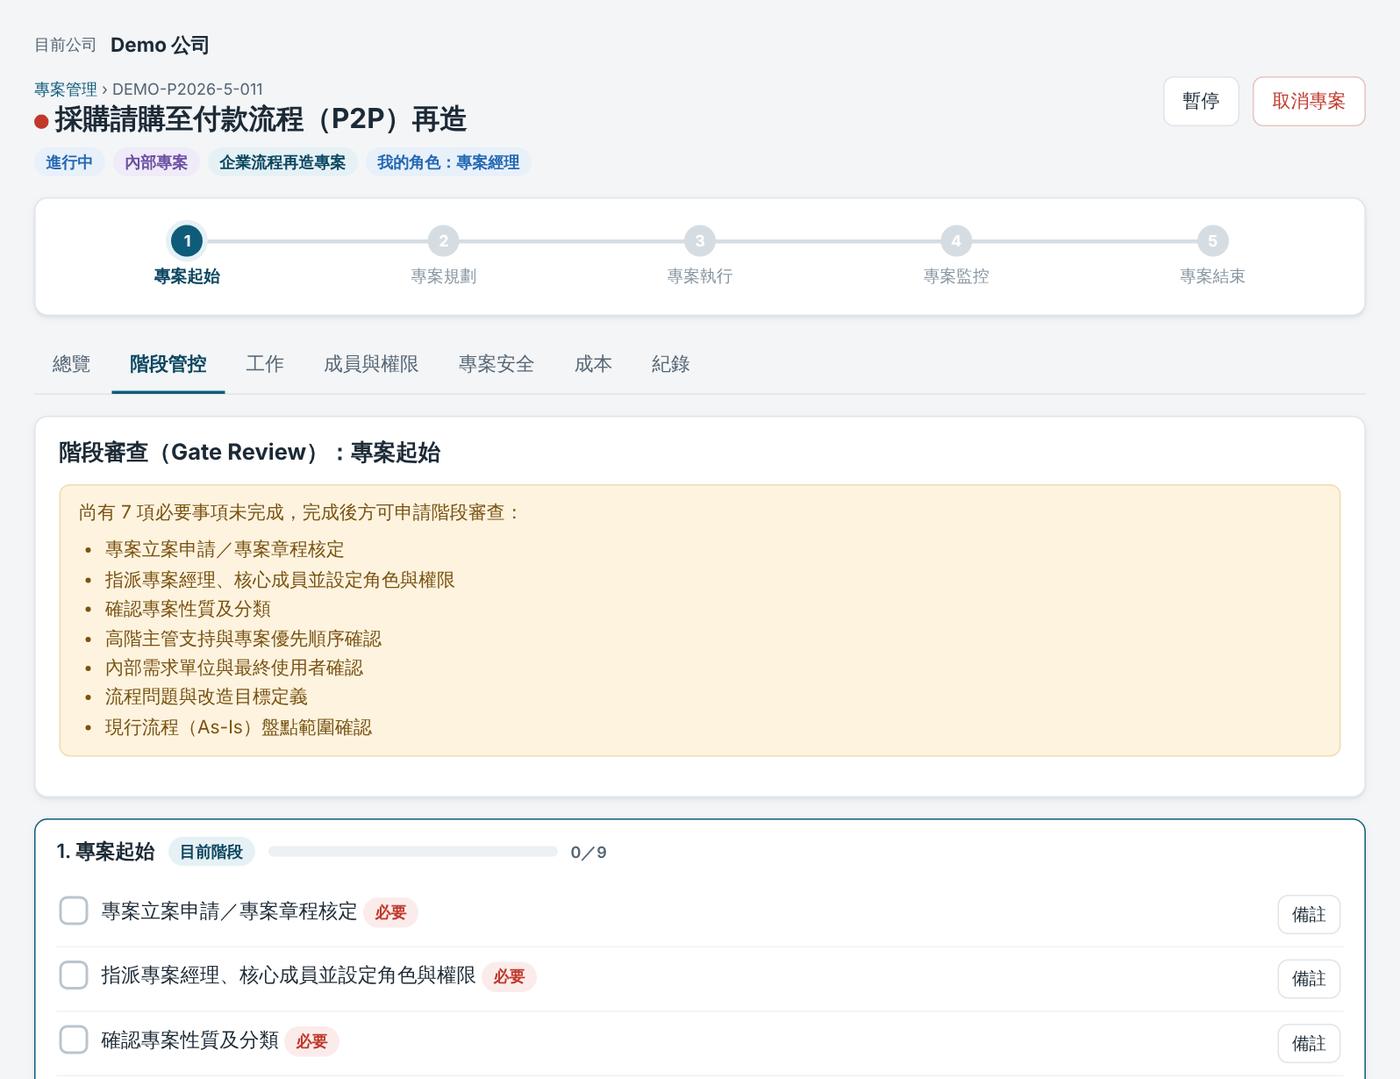 目前公司 Demo 公司
專案管理 › DEMO-P2026-5-011
採購請購至付款流程（P2P）再造
暫停
取消專案
進行中 內部專案 企業流程再造專案 我的角色：專案經理
1 2 3 4 5
專案起始 專案規劃 專案執行 專案監控 專案結束
總覽 階段管控 工作 成員與權限 專案安全 成本 紀錄
階段審查（Gate Review）：專案起始
尚有 7 項必要事項未完成，完成後方可申請階段審查：
• 專案立案申請／專案章程核定
• 指派專案經理、核心成員並設定角色與權限
• 確認專案性質及分類
• 高階主管支持與專案優先順序確認
• 內部需求單位與最終使用者確認
• 流程問題與改造目標定義
• 現行流程（As-Is）盤點範圍確認
1. 專案起始 目前階段 0／9
專案立案申請／專案章程核定 必要 備註
指派專案經理、核心成員並設定角色與權限 必要 備註
確認專案性質及分類 必要 備註